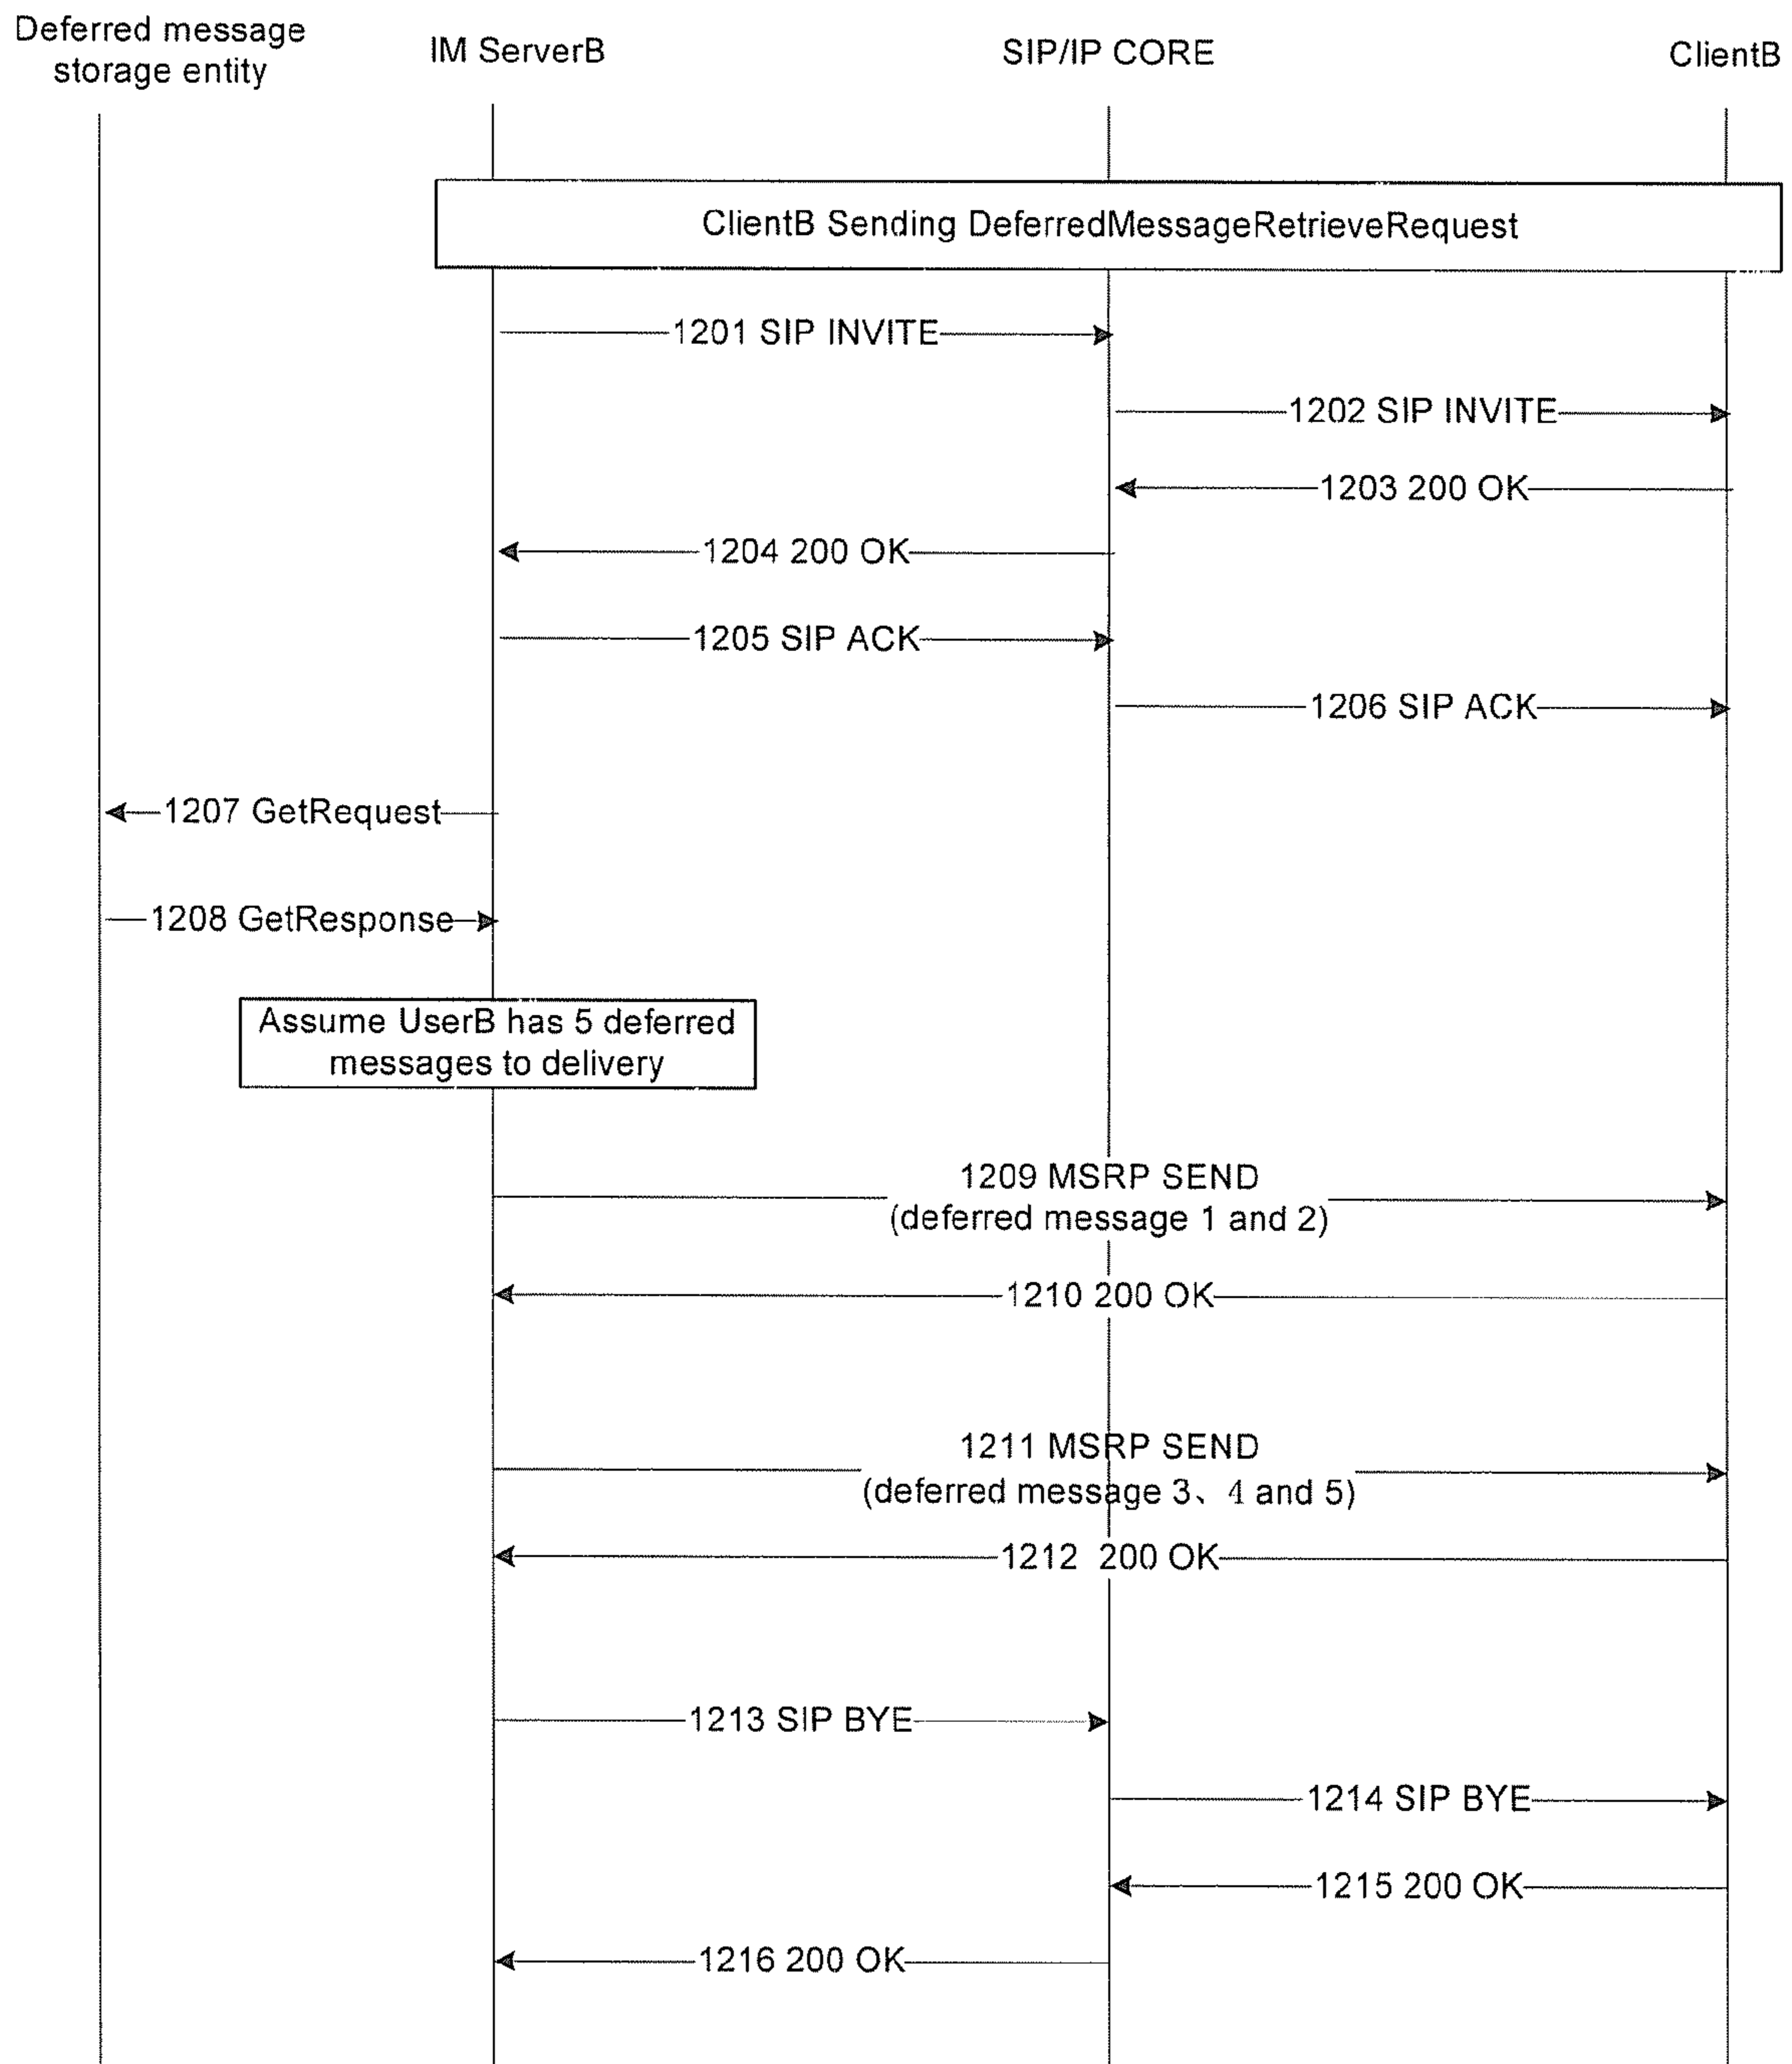 Deferred message
storage entity
IM ServerB
SIP/IP CORE
ClientB
ClientB Sending DeferredMessageRetrieveRequest
1201 SIP INVITE
1202 SIP INVITE
1203 200 OK
1204 200 OK
1205 SIP ACK
1206 SIP ACK
1207 GetRequest
1208 GetResponse
Assume UserB has 5 deferred
messages to delivery
1209 MSRP SEND
(deferred message 1 and 2)
1210 200 OK
1211 MSRP SEND
(deferred message 3、4 and 5)
1212 200 OK
1213 SIP BYE
1214 SIP BYE
1215 200 OK
1216 200 OK